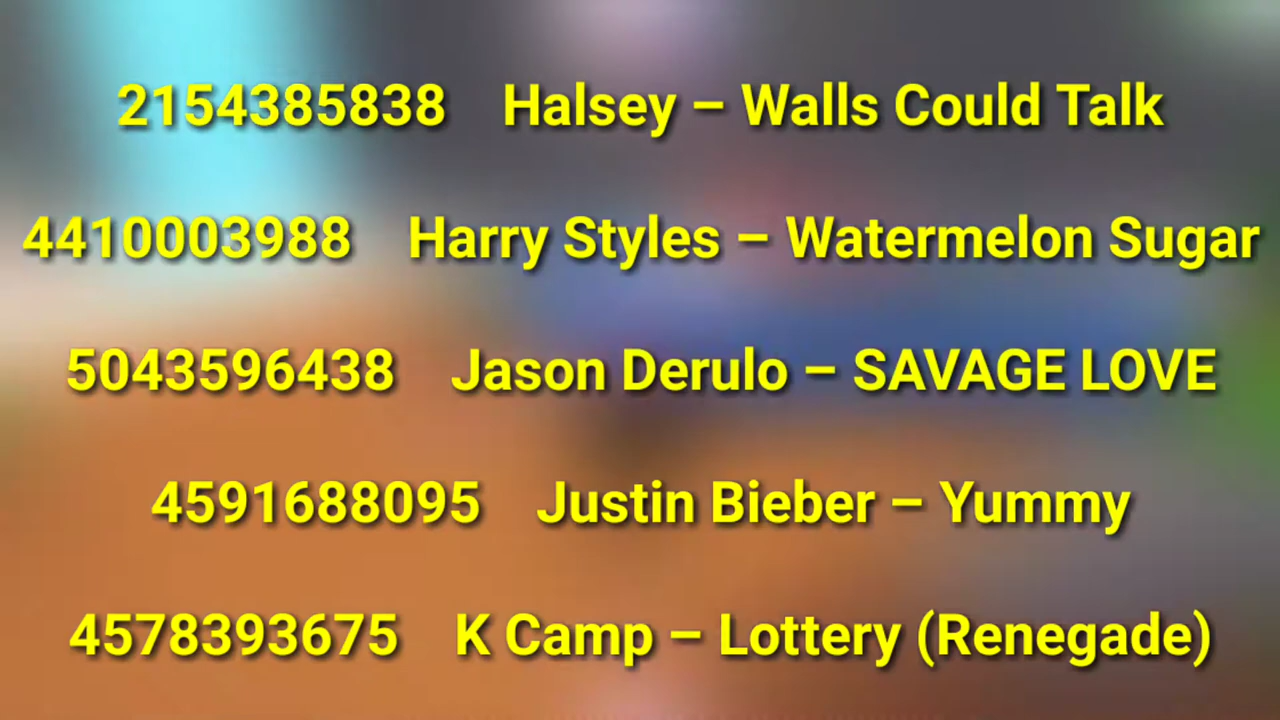 2154385838 Halsey – Walls Could Talk
4410003988 Harry Styles – Watermelon Sugar
5043596438 Jason Derulo – SAVAGE LOVE
4591688095 Justin Bieber – Yummy
4578393675 K Camp – Lottery (Renegade)